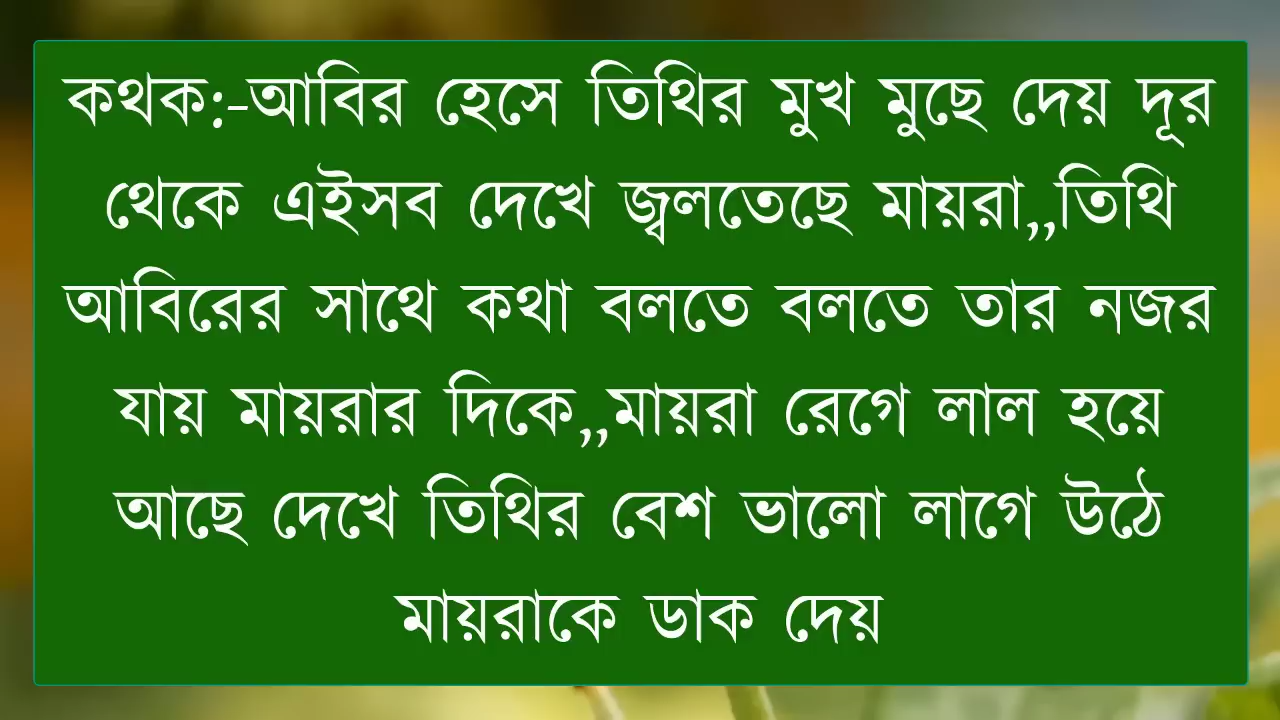 কথক:-আবির হেসে তিথির মুখ মুছে দেয় দূর
থেকে এইসব দেখে জ্বলতেছে মায়রা,,তিথি
আবিরের সাথে কথা বলতে বলতে তার নজর
যায় মায়রার দিকে,,মায়রা রেগে লাল হয়ে
আছে দেখে তিথির বেশ ভালো লাগে উঠে
মায়রাকে ডাক দেয়